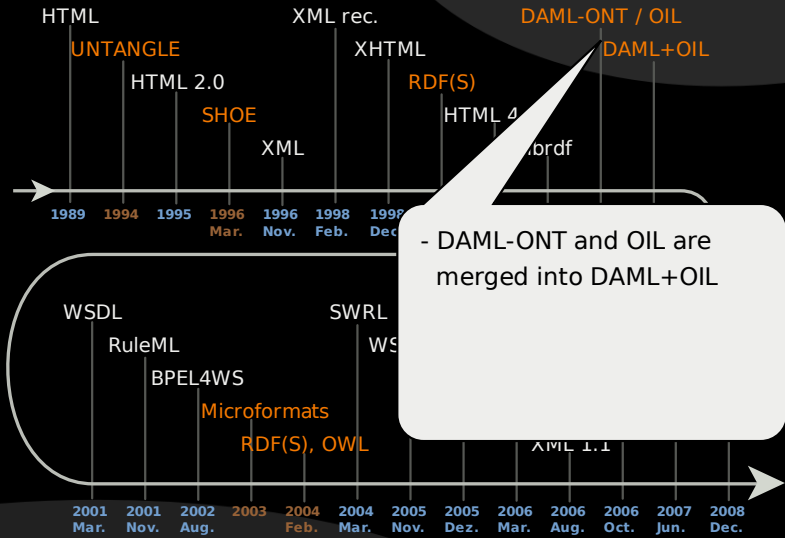 HTML
XML rec.
DAML-ONT / OIL
UNTANGLE
XHTML
DAML+OIL
HTML 2.0
RDF(S)
SHOE
HTML 4
XML
1989 1994 1995 1996 1996 1998 1998
Mar. Nov. Feb. Dec
- DAML-ONT and OIL are
merged into DAML+OIL
WSDL
SWRL
RuleML
BPEL4WS
Microformats
RDF(S), OWL
XML 1.1
2001 2001 2002 2003 2004 2004 2005 2005 2006 2006 2006 2007 2008
Mar. Nov. Aug. Feb. Mar. Nov. Dez. Mar. Aug. Oct. Jun. Dec.